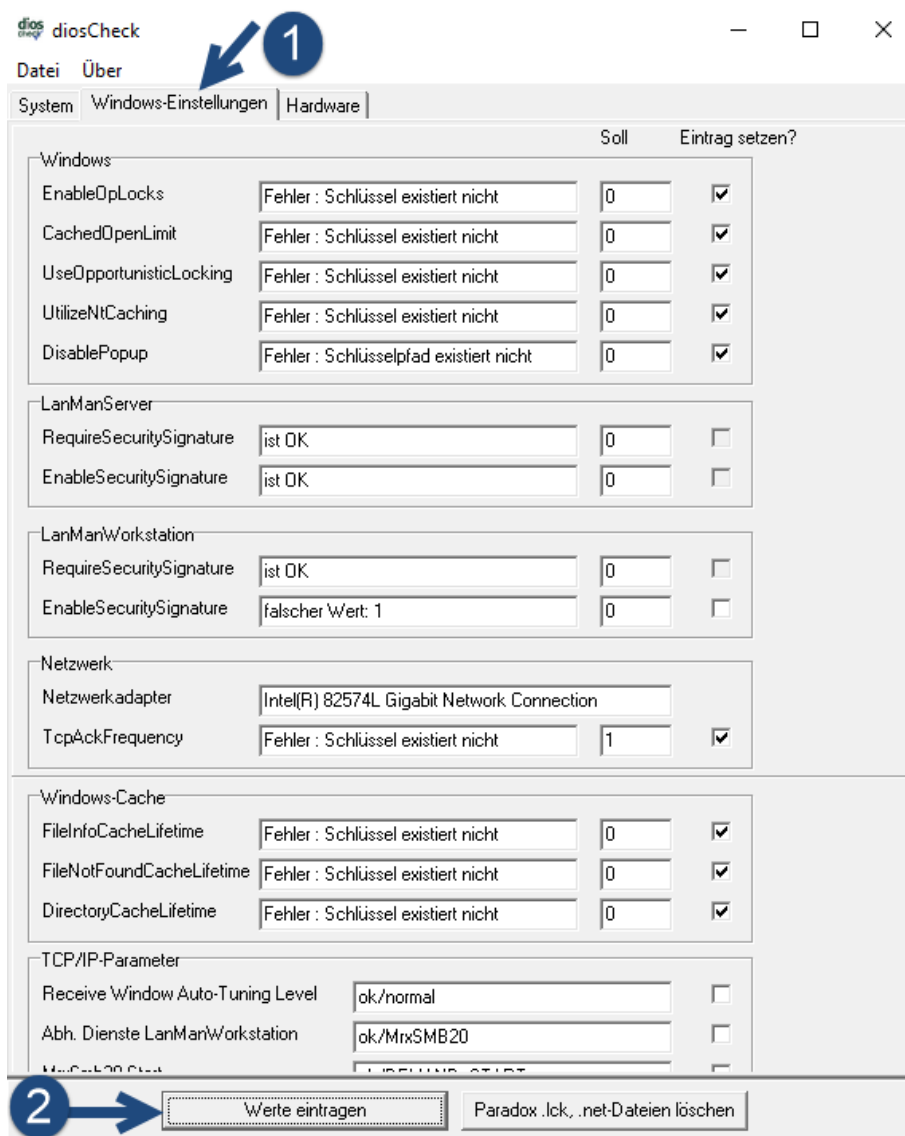 dios check diosCheck
1
Datei Über
System Windows-Einstellungen Hardware
Soll Eintrag setzen?
Windows
EnableOpLocks Fehler : Schlüssel existiert nicht 0
CachedOpenLimit Fehler : Schlüssel existiert nicht 0
UseOpportunisticLocking Fehler : Schlüssel existiert nicht 0
UtilizeNtCaching Fehler : Schlüssel existiert nicht 0
DisablePopup Fehler : Schlüsselpfad existiert nicht 0
LanManServer
RequireSecuritySignature ist OK 0
EnableSecuritySignature ist OK 0
LanManWorkstation
RequireSecuritySignature ist OK 0
EnableSecuritySignature falscher Wert: 1 0
Netzwerk
Netzwerkadapter Intel(R) 82574L Gigabit Network Connection
TcpAckFrequency Fehler : Schlüssel existiert nicht 1
Windows-Cache
FileInfoCacheLifetime Fehler : Schlüssel existiert nicht 0
FileNotFoundCacheLifetime Fehler : Schlüssel existiert nicht 0
DirectoryCacheLifetime Fehler : Schlüssel existiert nicht 0
TCP/IP-Parameter
Receive Window Auto-Tuning Level ok/normal
Abh. Dienste LanManWorkstation ok/MrxSMB20
2 Werte eintragen Paradox .lck, .net-Dateien löschen